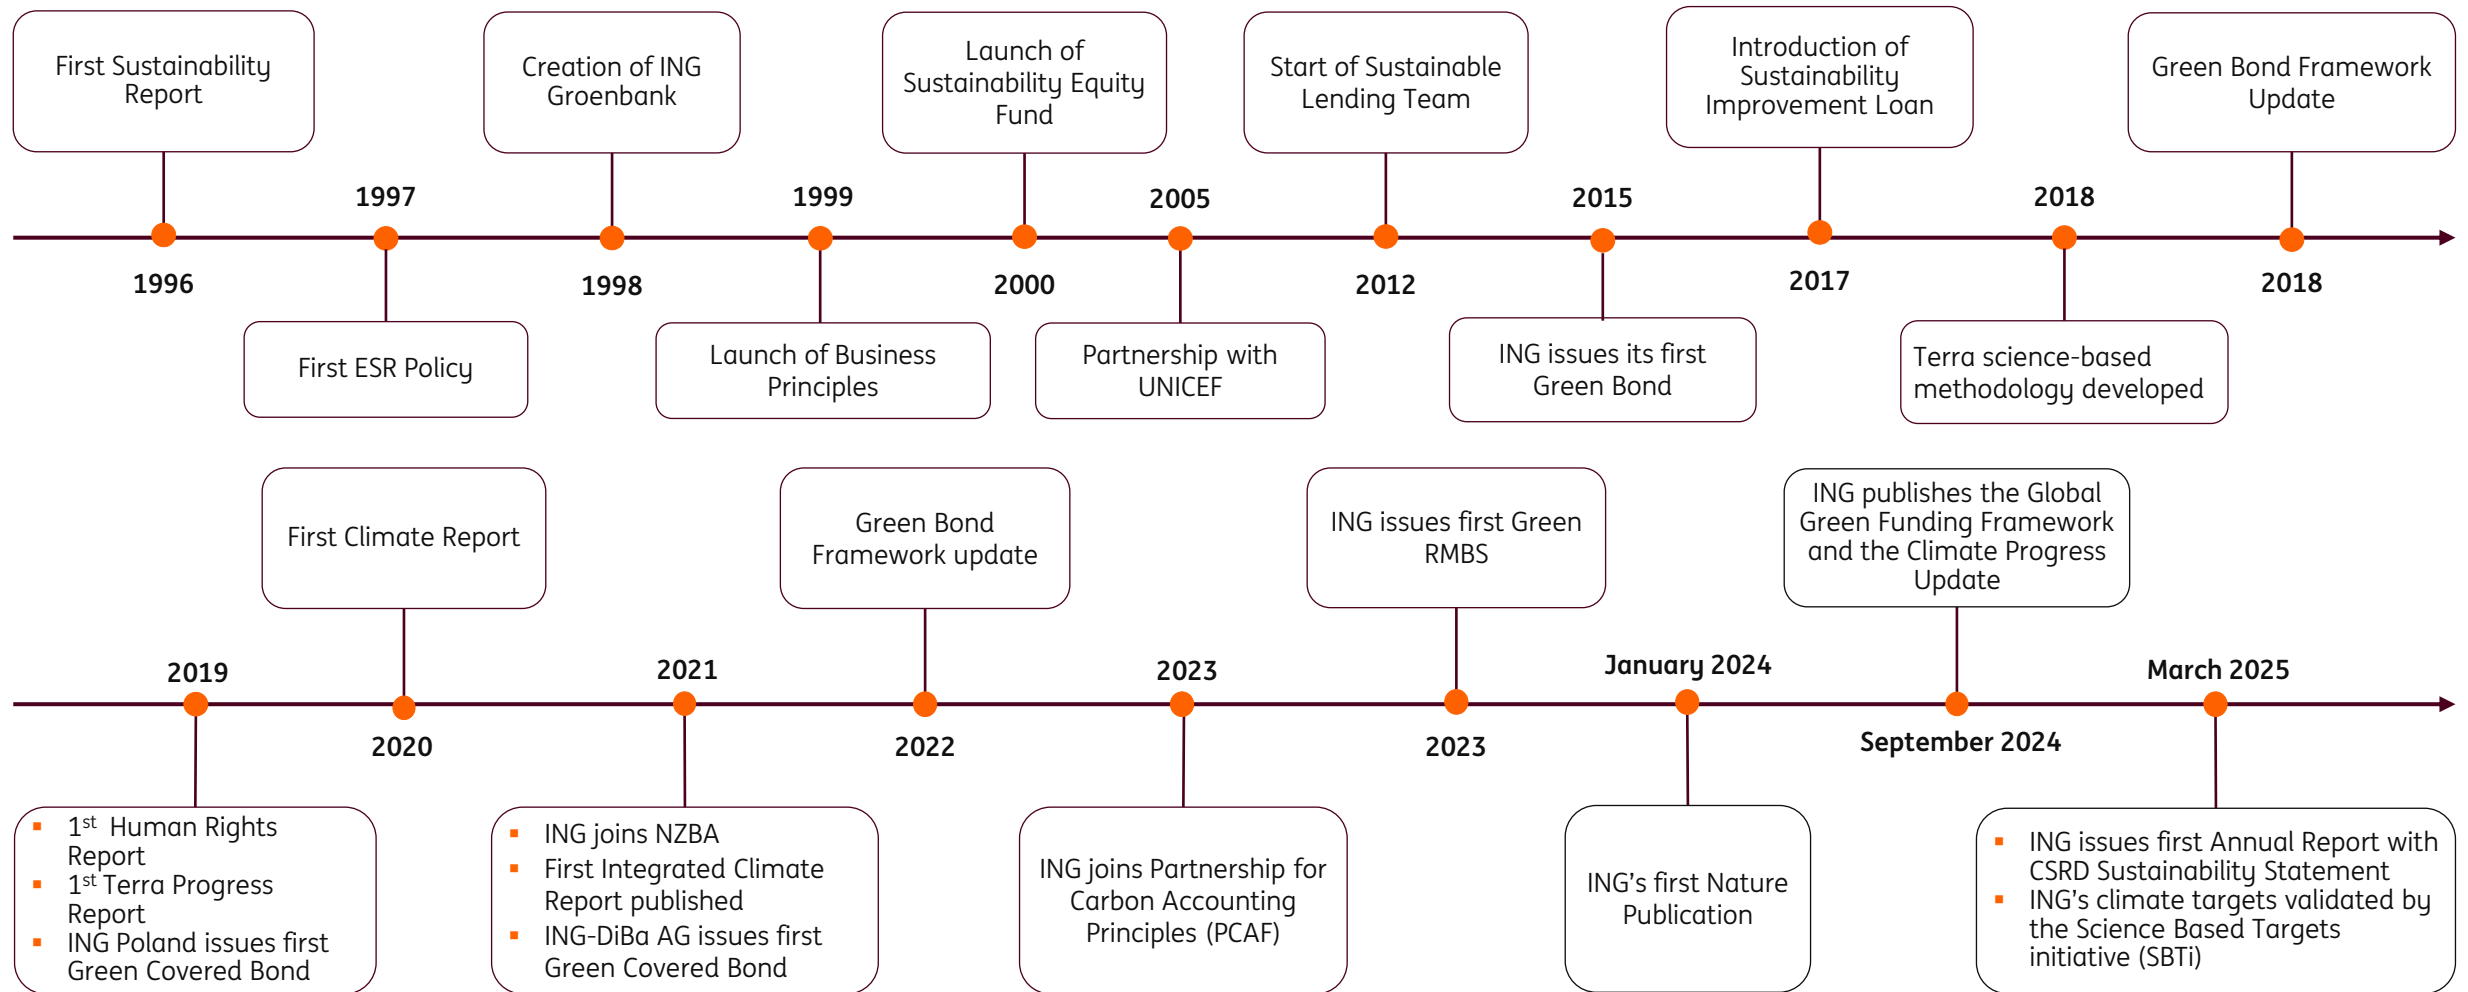 First Sustainability
Report
1996
1997
First ESR Policy
Creation of ING
Groenbank
1998
1999
Launch of Business
Principles
Launch of
Sustainability Equity
Fund
2000
2005
Partnership with
UNICEF
Start of Sustainable
Lending Team
2012
2015
ING issues its first
Green Bond
Introduction of
Sustainability
Improvement Loan
2017
2018
Terra science-based
methodology developed
Green Bond Framework
Update
2018
2019
1st Human Rights
Report
1st Terra Progress
Report
ING Poland issues first
Green Covered Bond
First Climate Report
2020
2021
ING joins NZBA
First Integrated Climate
Report published
ING-DiBa AG issues first
Green Covered Bond
Green Bond
Framework update
2022
2023
ING joins Partnership for
Carbon Accounting
Principles (PCAF)
ING issues first Green
RMBS
2023
January 2024
ING’s first Nature
Publication
ING publishes the Global
Green Funding Framework
and the Climate Progress
Update
September 2024
March 2025
ING issues first Annual Report with
CSRD Sustainability Statement
ING’s climate targets validated by
the Science Based Targets
initiative (SBTi)